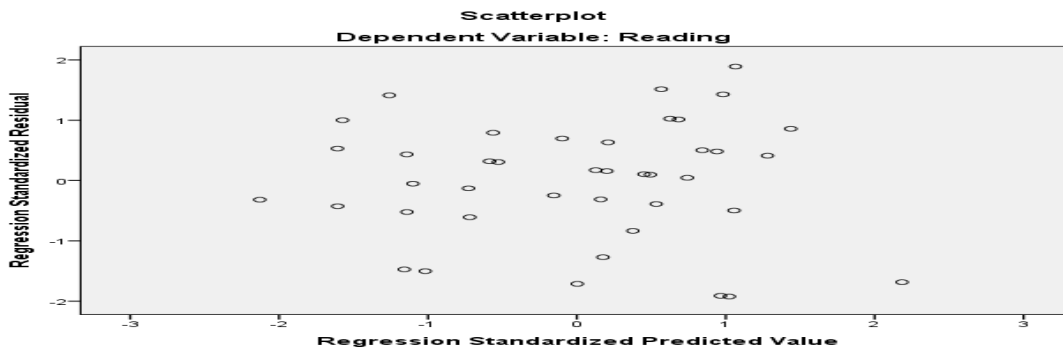 Scatterplot
Dependent Variable: Reading
Regression Standardized Residual
2
1
0
-1
-2
-3
-1
0
1
2
3
Regression Standardized Predicted Value